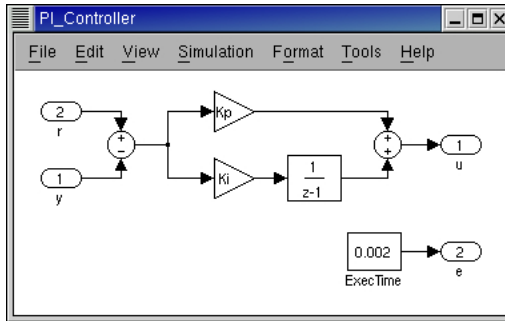 PI_Controller
File Edit View Simulation Format Tools Help
2
r
+
−
1
y
Kp
Ki
1
z-1
+
+
1
u
0.002
ExecTime
2
e